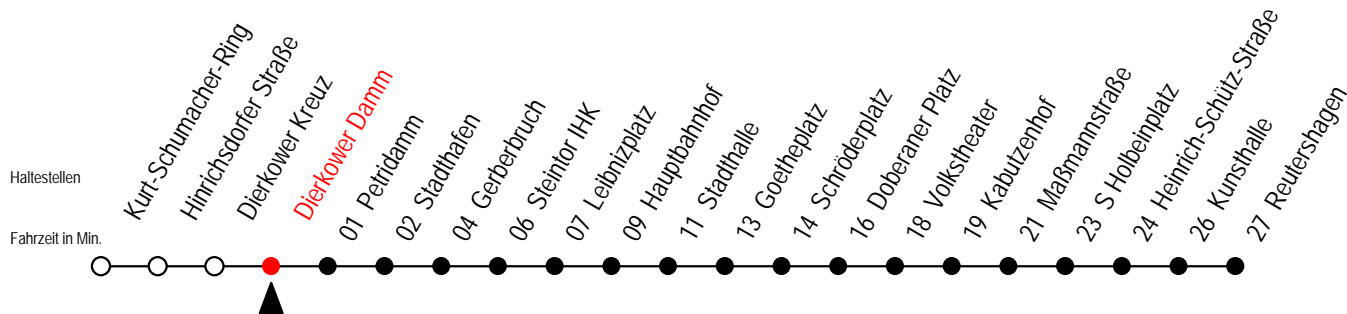 Haltestellen
Fahrzeit in Min.
Kurt-Schumacher-Ring
Hinrichsdorfer Straße
Dierkower Kreuz
Dierkower Damm
01 Petridamm
02 Stadthafen
04 Gerberbruch
06 Steintor IHK
07 Leibnizplatz
09 Hauptbahnhof
11 Stadthalle
13 Goetheplatz
14 Schröderplatz
16 Doberaner Platz
18 Volkstheater
19 Kabutzenhof
21 Maßmannstraße
23 S Holbeinplatz
24 Heinrich-Schütz-Straße
26 Kunsthalle
27 Reutershagen